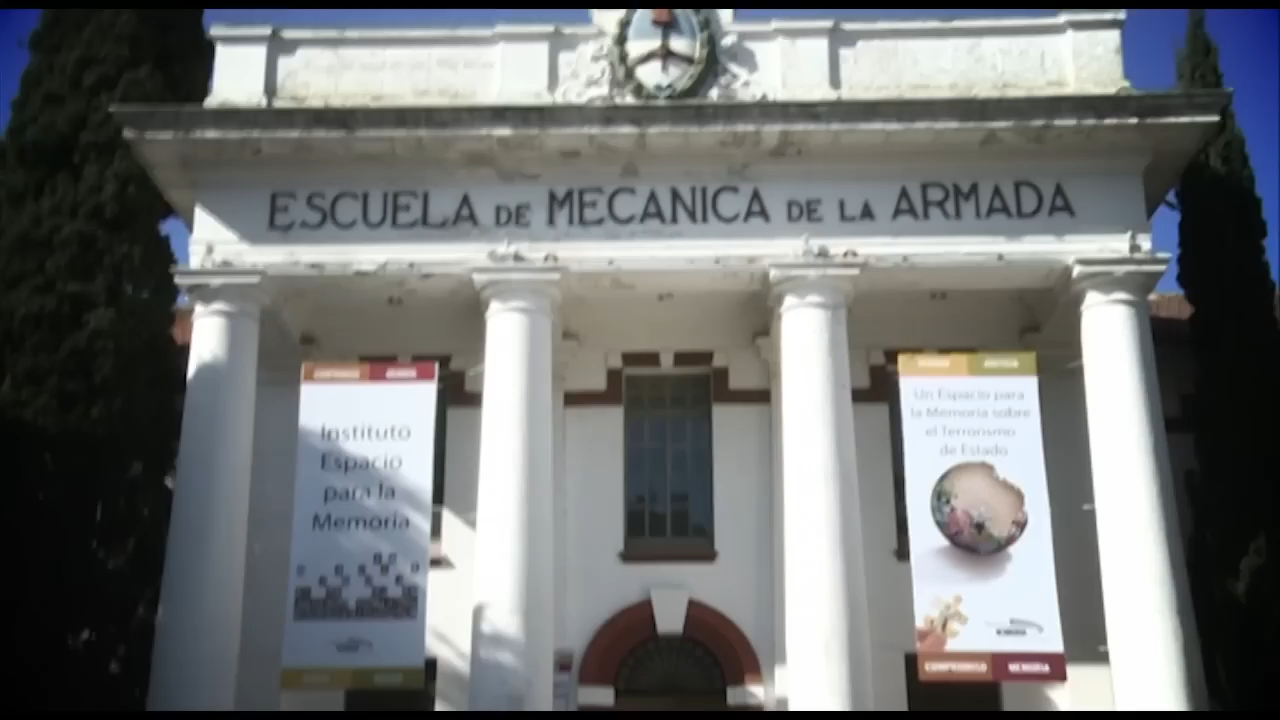 ESCUELA DE MECANICA DE LA ARMADA
Instituto
Espacio
para la
Memoria
Un Espacio para
la Memoria sobre
el Terrorismo
de Estado
COMPROMISO MEMORIA